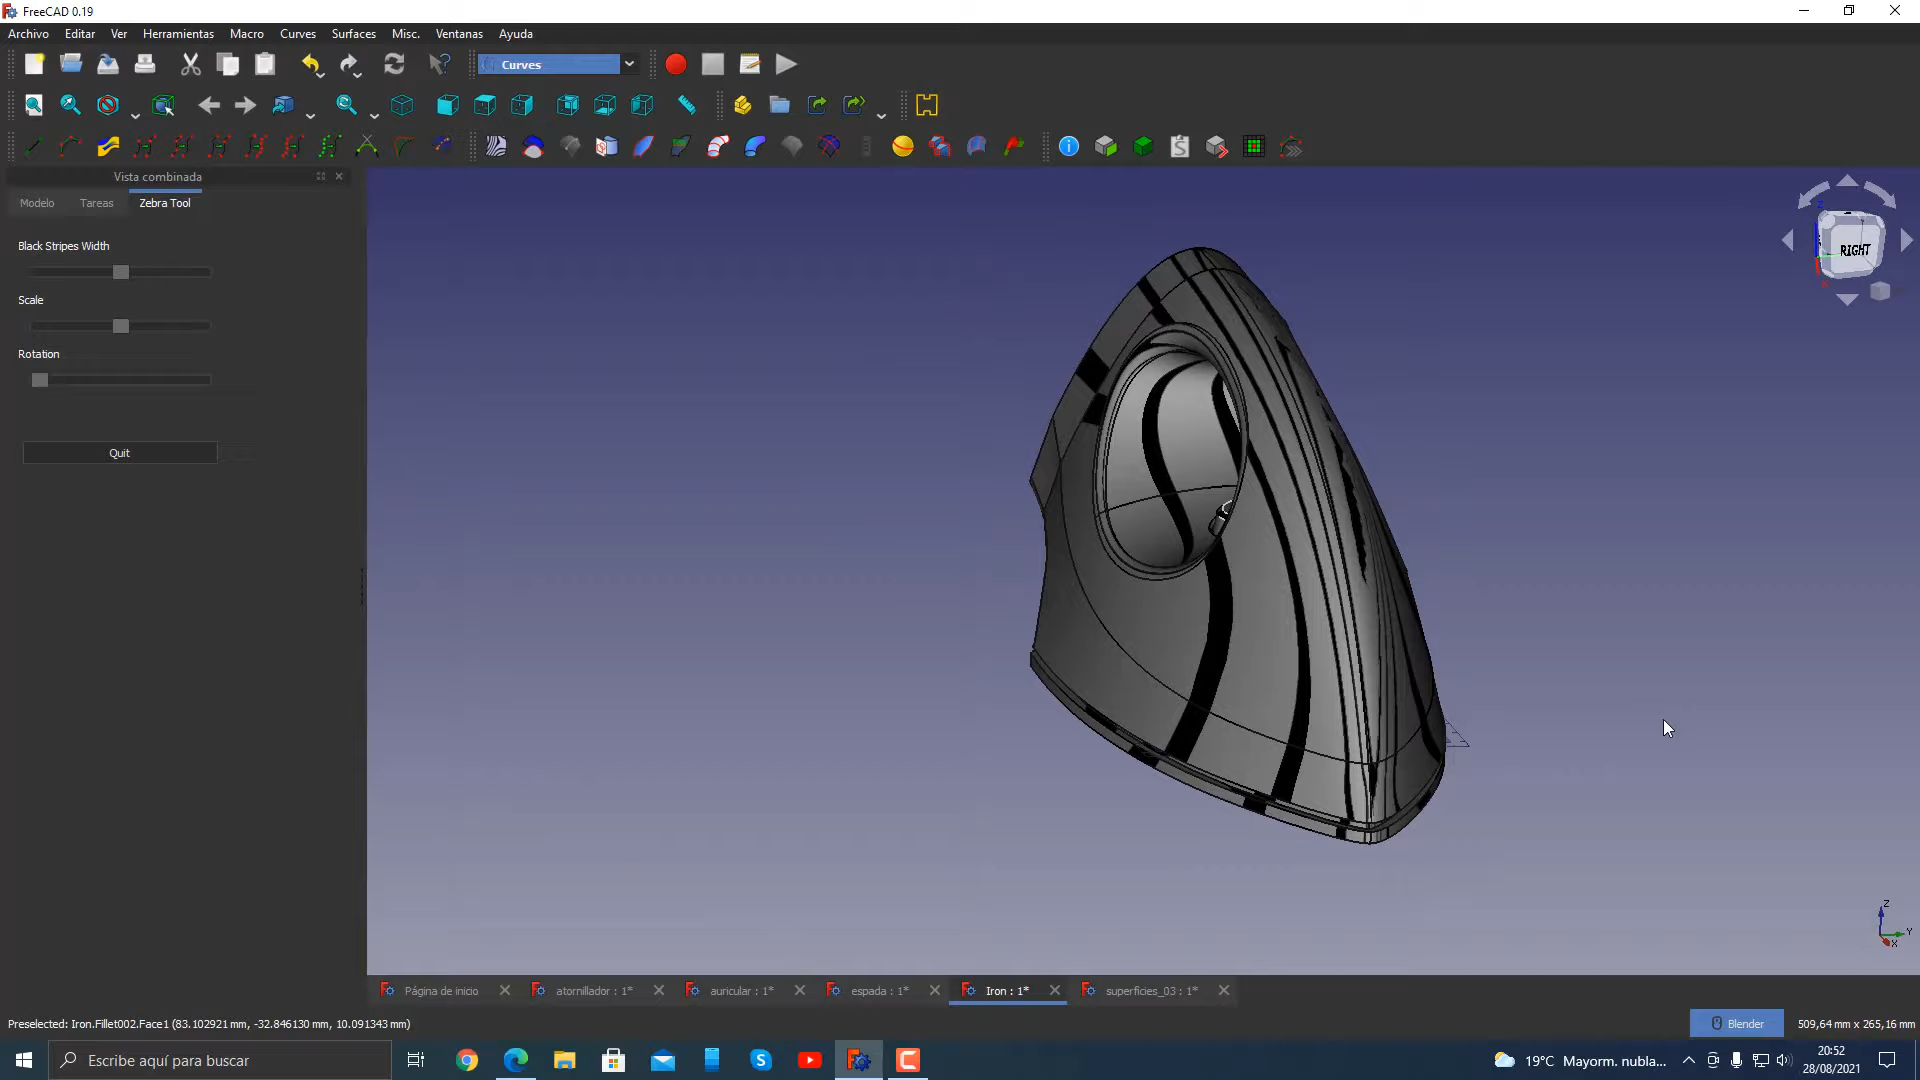 FreeCAD 0.19
Archivo Editar Ver Herramientas Macro Curves Surfaces Misc. Ventanas Ayuda
Curves
Vista combinada
Modelo Tareas Zebra Tool
Black Stripes Width
Scale
Rotation
Quit
RIGHT
Z
Y
X
Página de inicio atornillador : 1* auricular : 1* espada : 1* Iron : 1* superficies_03 : 1*
Preselected: Iron.Fillet002.Face1 (83.102921 mm, -32.846130 mm, 10.091343 mm)
Blender 509,64 mm x 265,16 mm
Escribe aquí para buscar
19°C Mayorm. nubla...
20:52
28/08/2021